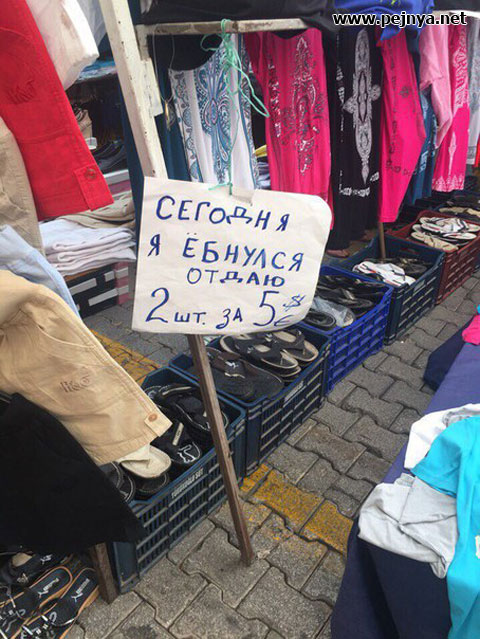 www.pejnya.net
СЕГОДНЯ
Я ЁБНУЛСЯ
ОТДАЮ
2 шт. ЗА 5